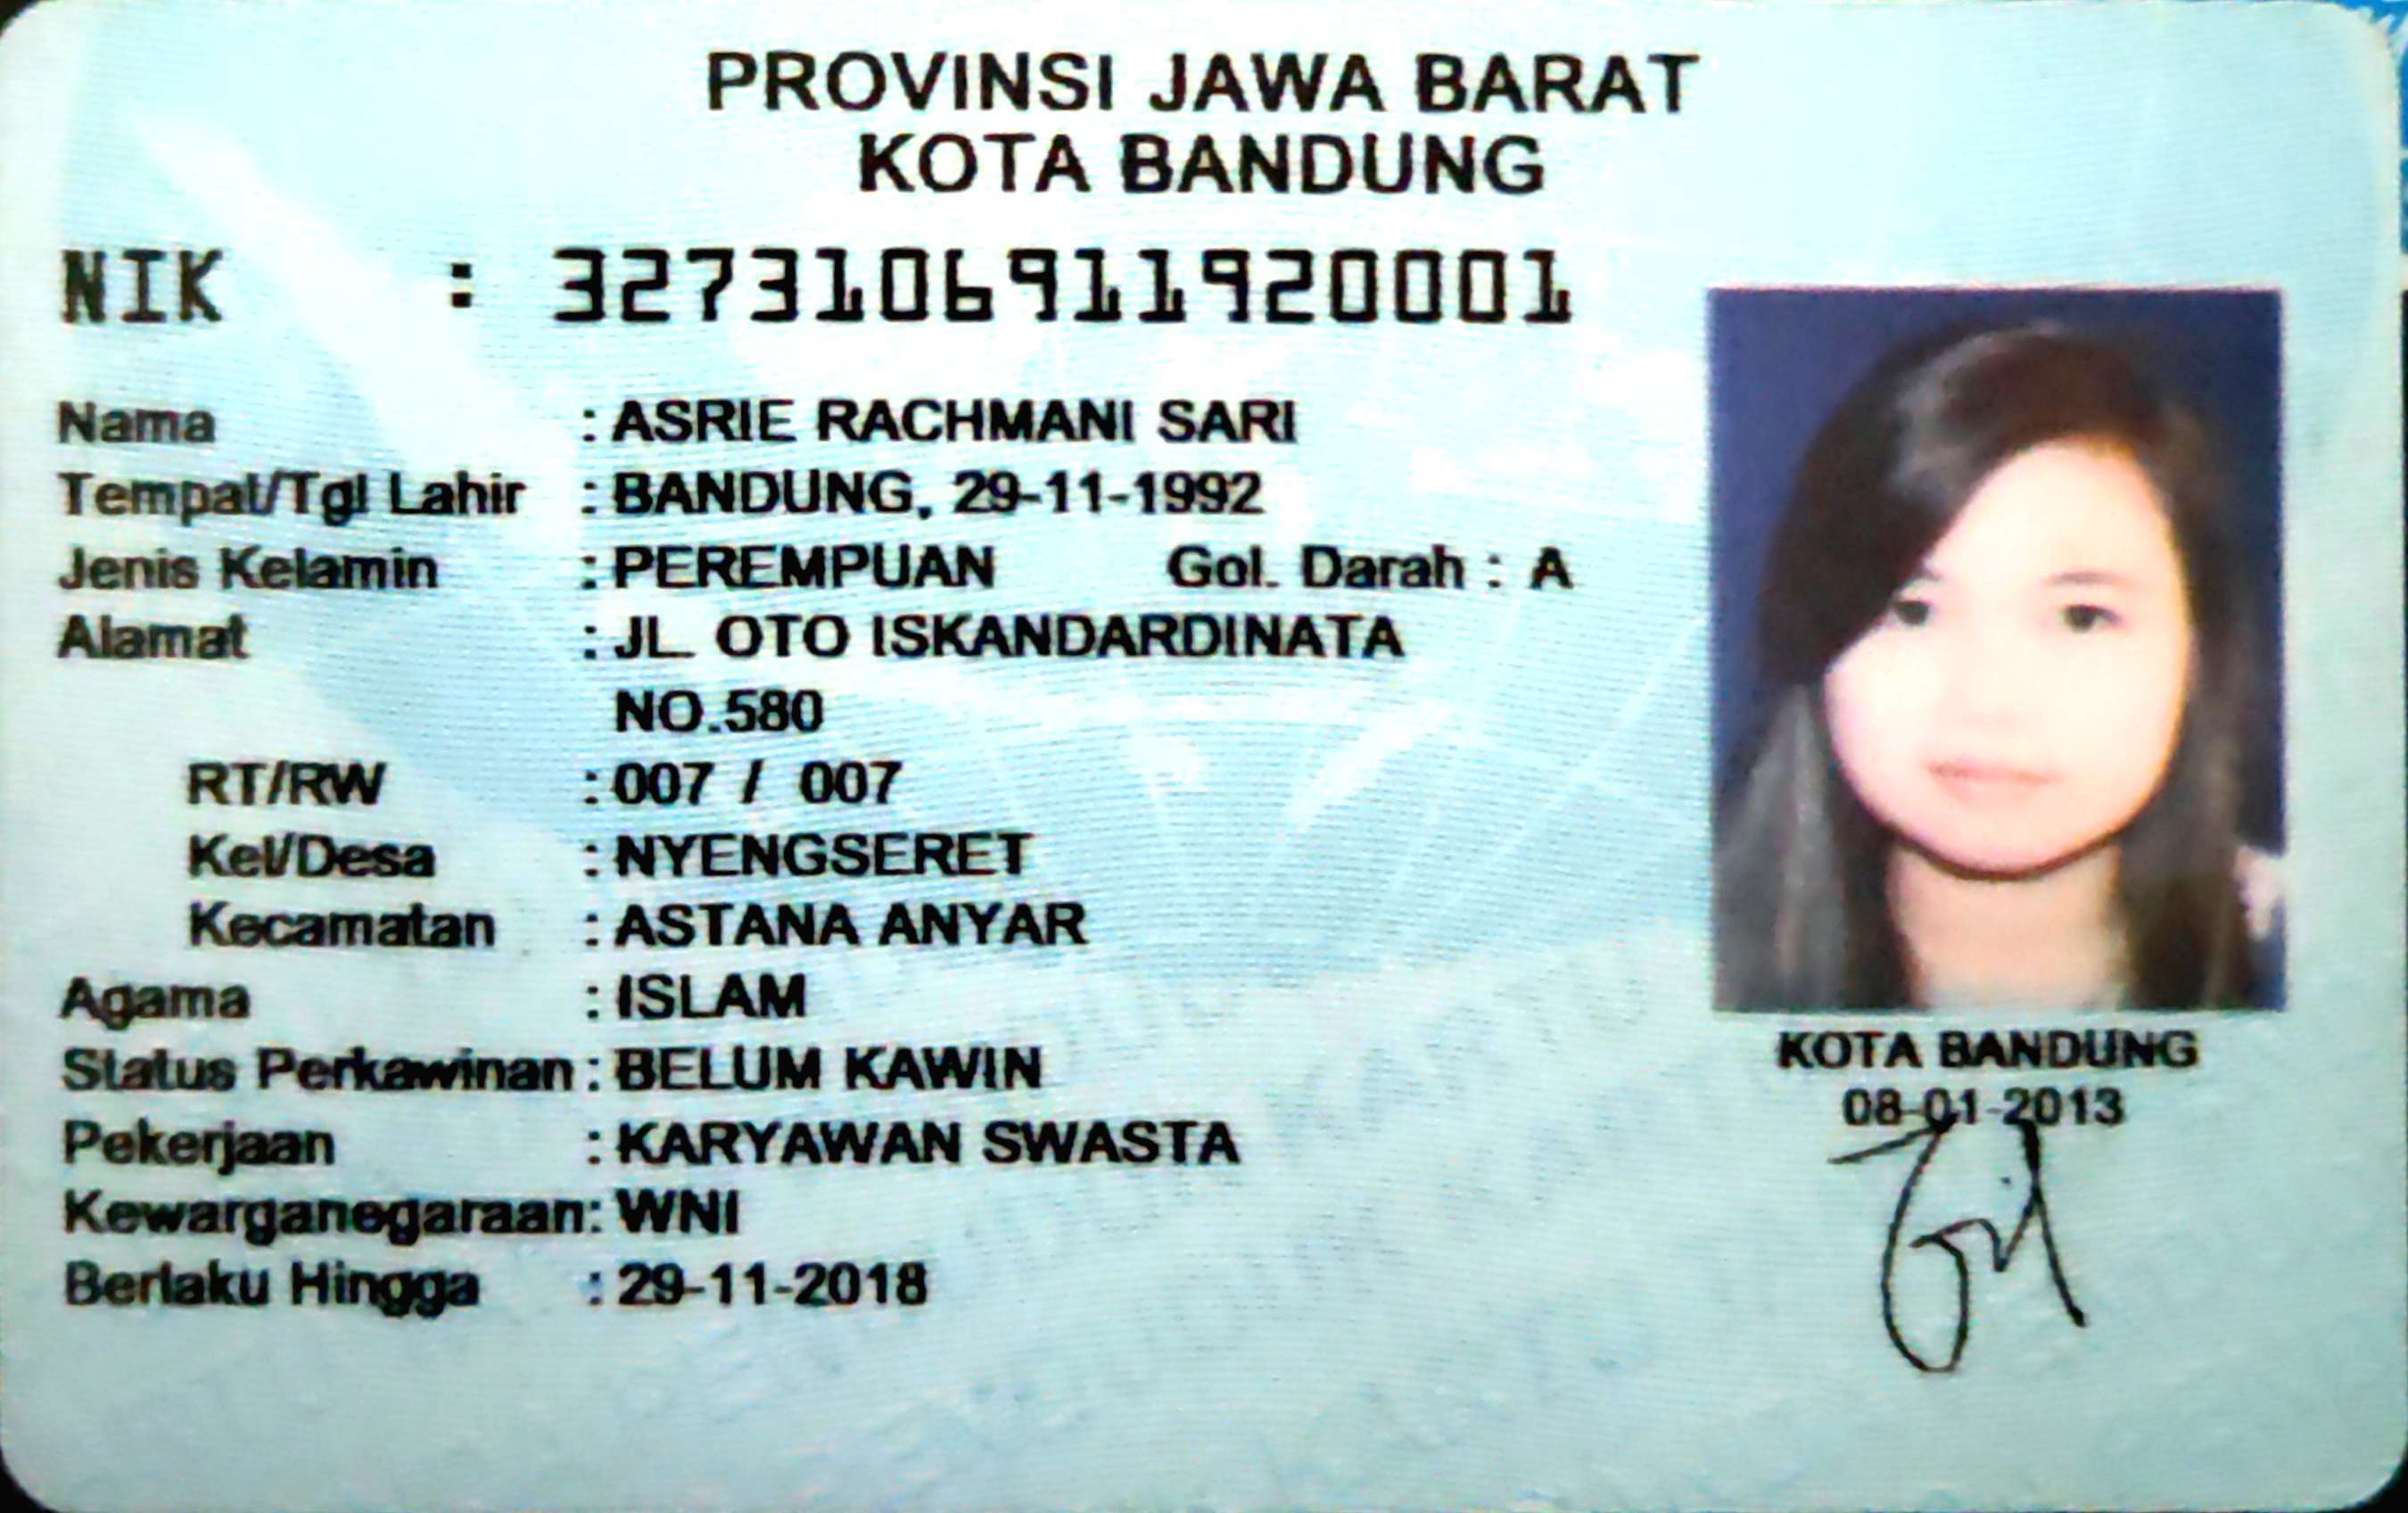 PROVINSI JAWA BARAT
KOTA BANDUNG
NIK : 3273106911920001
Nama : ASRIE RACHMANI SARI
Tempat/Tgl Lahir : BANDUNG, 29-11-1992
Jenis Kelamin : PEREMPUAN Gol. Darah : A
Alamat : JL. OTO ISKANDARDINATA
NO.580
RT/RW : 007 / 007
Kel/Desa : NYENGSERET
Kecamatan : ASTANA ANYAR
Agama : ISLAM
Status Perkawinan : BELUM KAWIN
Pekerjaan : KARYAWAN SWASTA
Kewarganegaraan : WNI
Berlaku Hingga : 29-11-2018
KOTA BANDUNG
08-01-2013